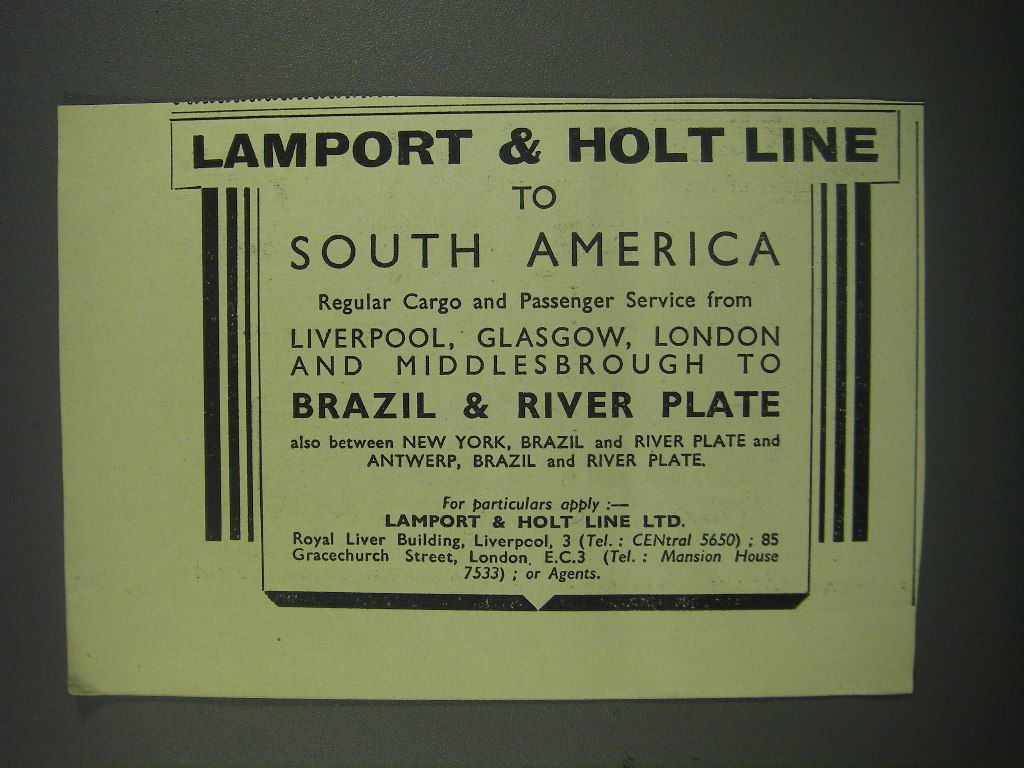 LAMPORT & HOLT LINE
TO
SOUTH AMERICA
Regular Cargo and Passenger Service from
LIVERPOOL, GLASGOW, LONDON
AND MIDDLESBROUGH TO
BRAZIL & RIVER PLATE
also between NEW YORK, BRAZIL and RIVER PLATE and
ANTWERP, BRAZIL and RIVER PLATE.
For particulars apply :—
LAMPORT & HOLT LINE LTD.
Royal Liver Building, Liverpool, 3 (Tel. : CENtral 5650) ; 85
Gracechurch Street, London, E.C.3 (Tel. : Mansion House
7533) ; or Agents.